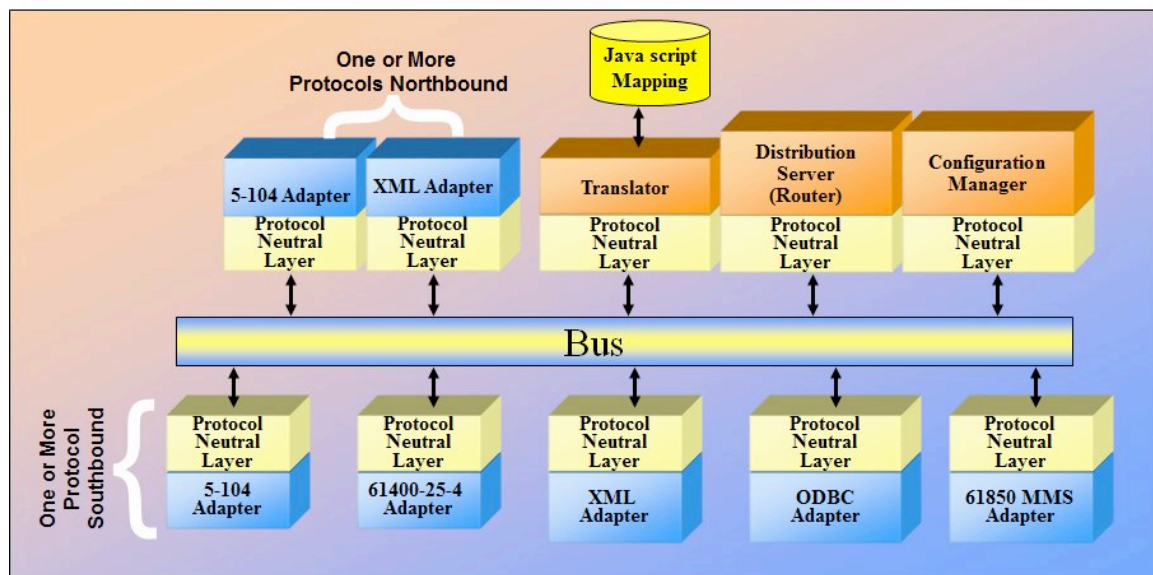 One or More
Protocols Northbound
Java script
Mapping
5-104 Adapter
XML Adapter
Translator
Distribution
Server
(Router)
Configuration
Manager
Protocol
Neutral
Layer
Protocol
Neutral
Layer
Protocol
Neutral
Layer
Protocol
Neutral
Layer
Protocol
Neutral
Layer
Bus
One or More
Protocol
Southbound
Protocol
Neutral
Layer
5-104
Adapter
Protocol
Neutral
Layer
61400-25-4
Adapter
Protocol
Neutral
Layer
XML
Adapter
Protocol
Neutral
Layer
ODBC
Adapter
Protocol
Neutral
Layer
61850 MMS
Adapter